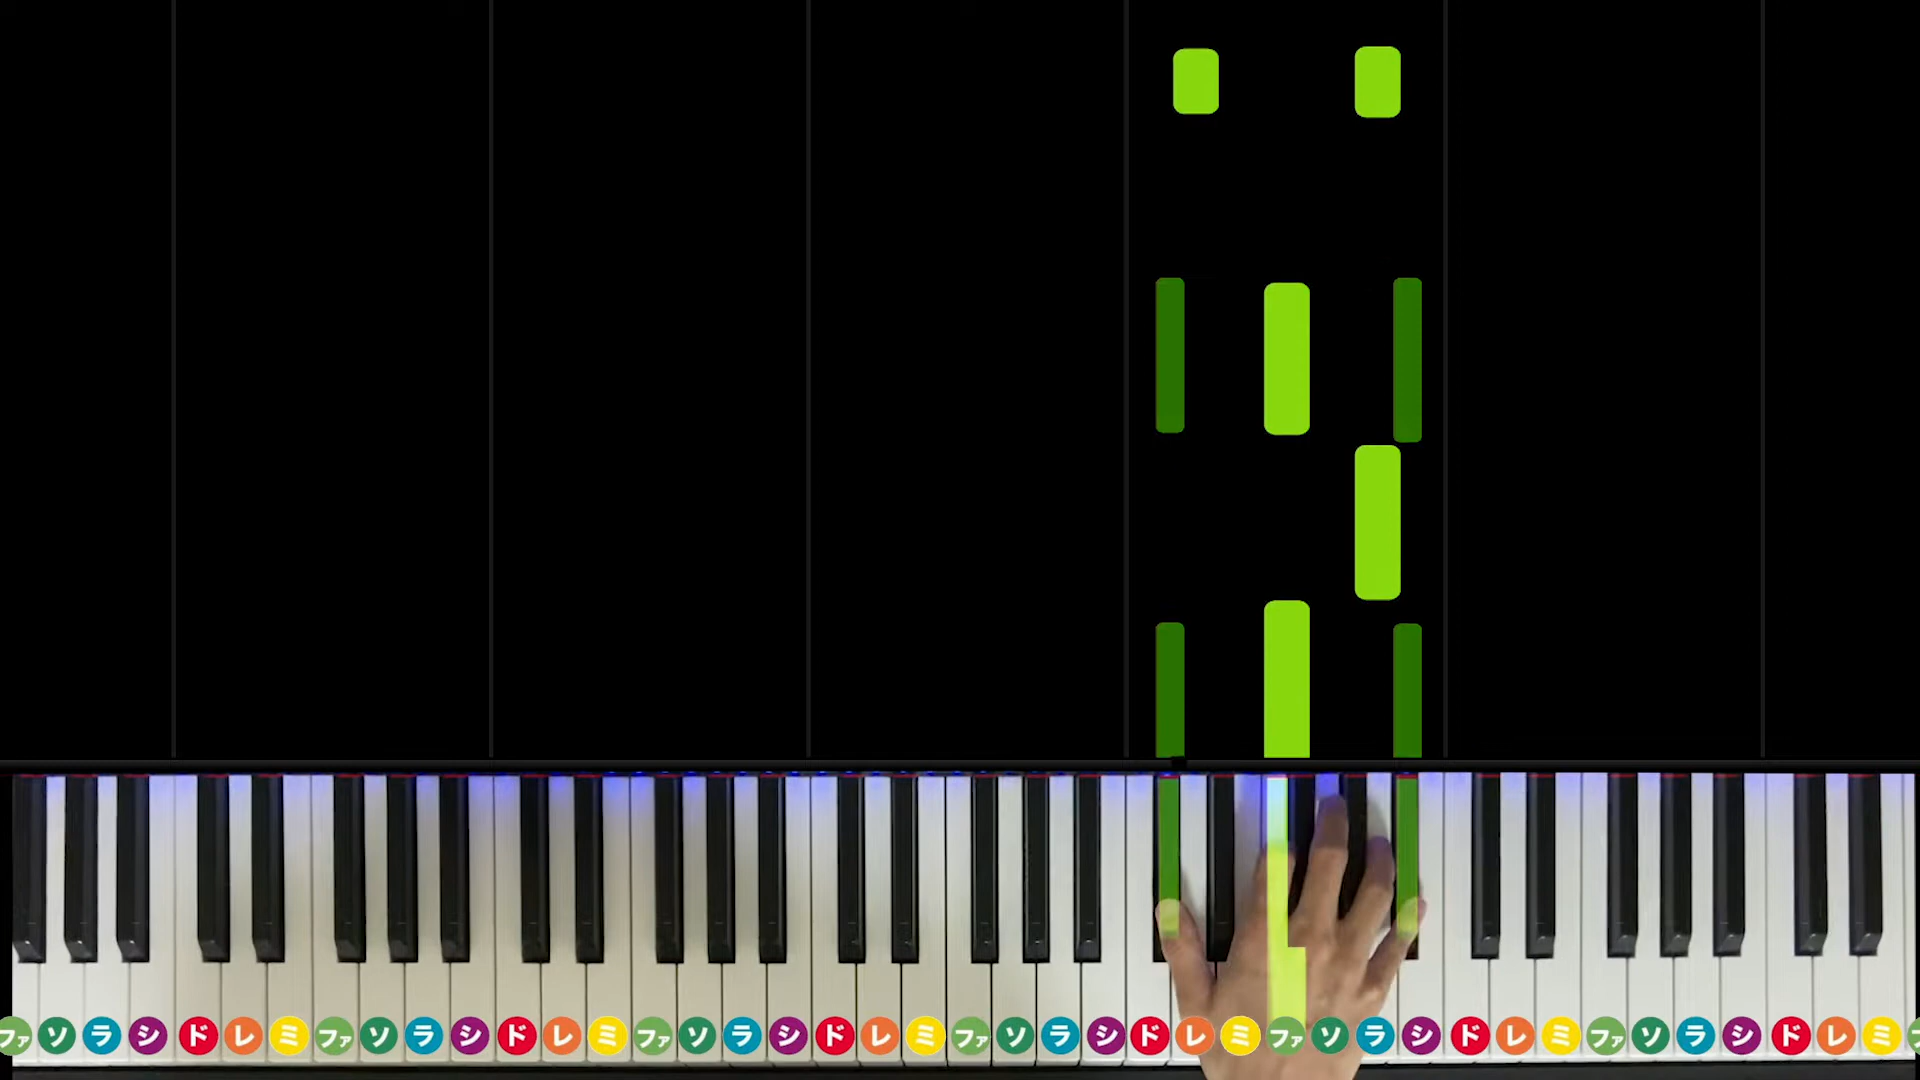 ファ ソ ラ シ ド レ ミ ファ ソ ラ シ ド レ ミ ファ ソ ラ シ ド レ ミ ファ ソ ラ シ ド レ ミ ファ ソ ラ シ ド レ ミ ファ ソ ラ シ ド レ ミ